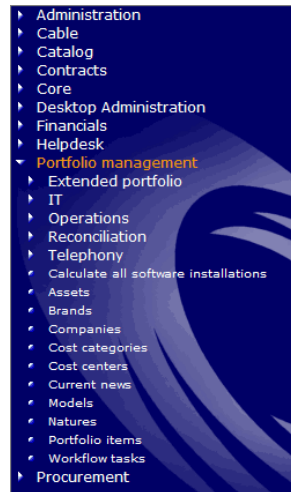 Administration
Cable
Catalog
Contracts
Core
Desktop Administration
Financials
Helpdesk
Portfolio management
Extended portfolio
IT
Operations
Reconciliation
Telephony
Calculate all software installations
Assets
Brands
Companies
Cost categories
Cost centers
Current news
Models
Natures
Portfolio items
Workflow tasks
Procurement